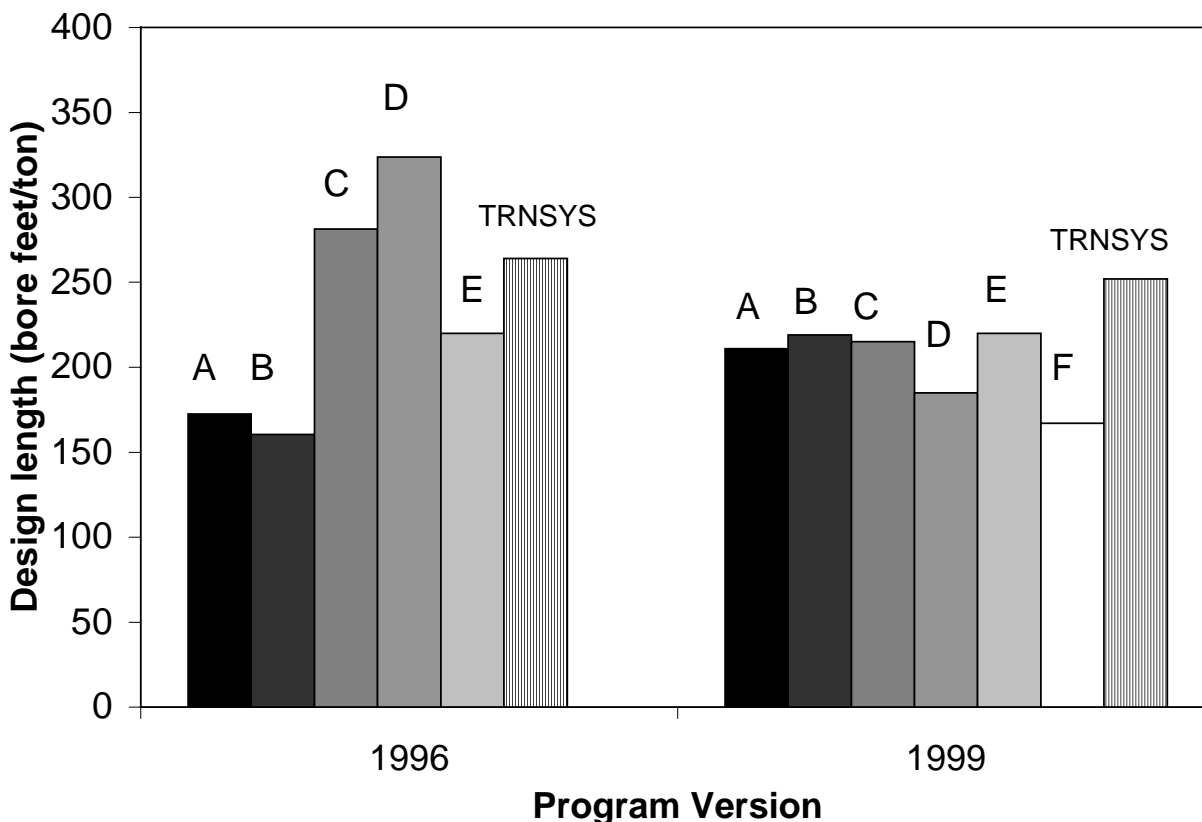 400
350
300
250
200
150
100
50
0
Design length (bore feet/ton)
A
B
C
D
E
TRNSYS
A
B
C
D
E
F
TRNSYS
1996
1999
Program Version